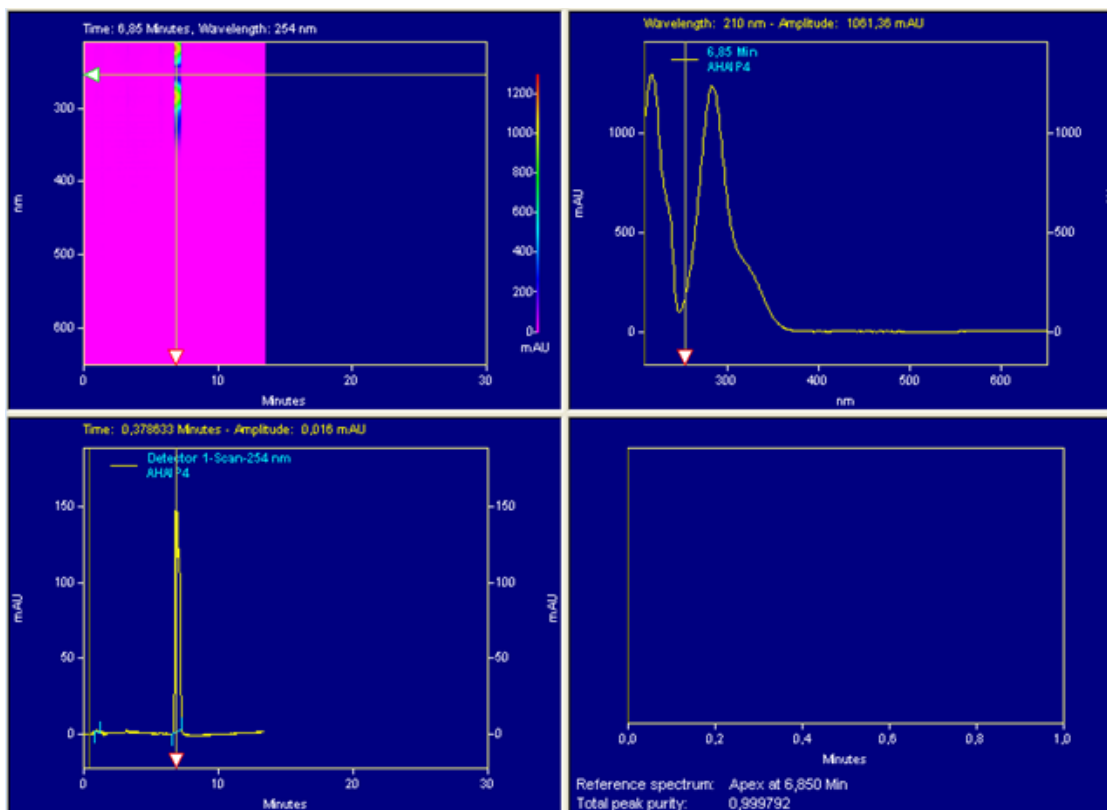 Time: 6,85 Minutes, Wavelength: 254 nm
300
400
500
600
nm
0
10
20
30
Minutes
1200
1000
800
600
400
200
0
mAU
Wavelength: 210 nm - Amplitude: 1061,36 mAU
6,85 Min
AHAIP4
1000
500
0
mAU
1000
500
0
300
400
500
600
nm
Time: 0,378633 Minutes - Amplitude: 0,016 mAU
Detector 1-Scan-254 nm
AHAIP4
150
100
50
0
mAU
150
100
50
0
mAU
0
10
20
30
Minutes
0,0
0,2
0,4
0,6
0,8
1,0
Minutes
Reference spectrum: Apex at 6,850 Min
Total peak purity: 0,999792